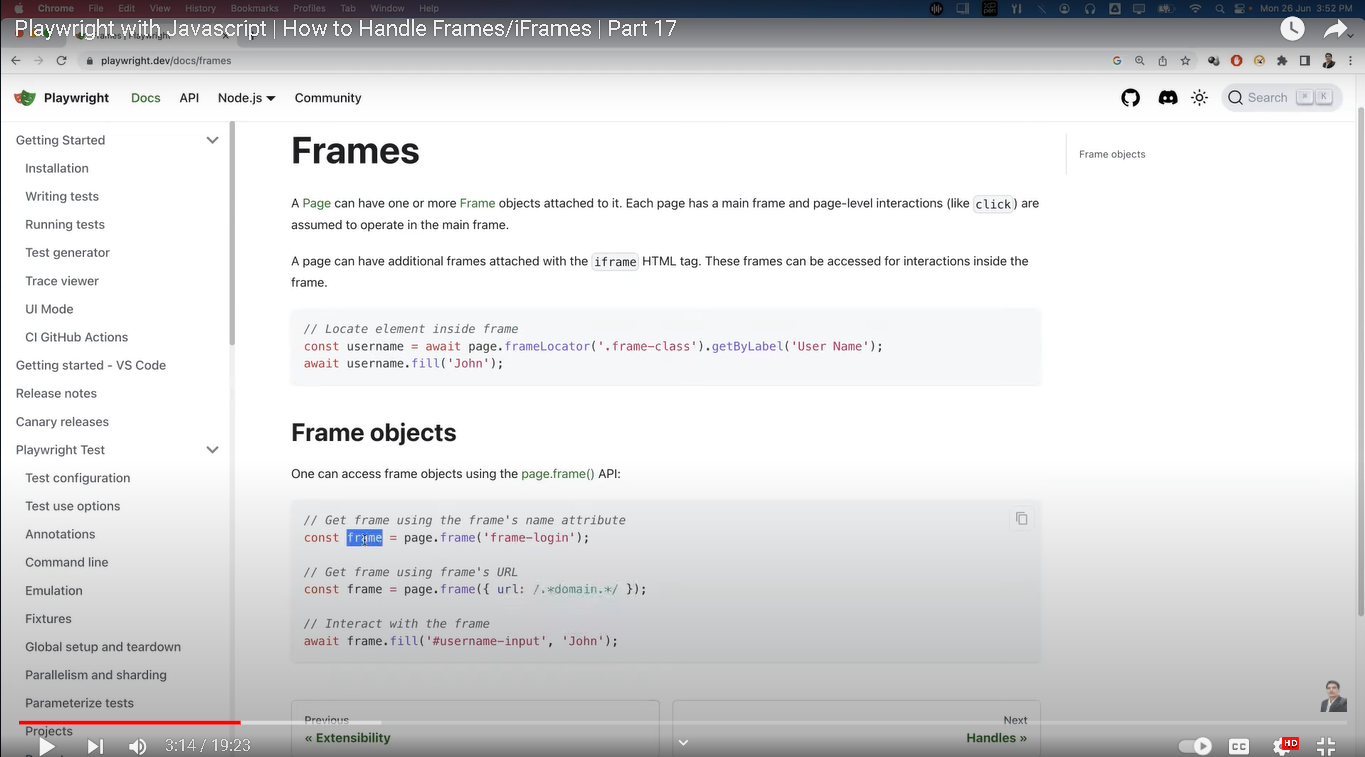 Chrome File Edit View History Bookmarks Profiles Tab Window Help
Mon 26 Jun 3:52 PM
Playwright with Javascript | How to Handle Frames/iFrames | Part 17
playwright.dev/docs/frames
Playwright Docs API Node.js Community
Search ⌘ K
Getting Started
Installation
Writing tests
Running tests
Test generator
Trace viewer
UI Mode
CI GitHub Actions
Getting started - VS Code
Release notes
Canary releases
Playwright Test
Test configuration
Test use options
Annotations
Command line
Emulation
Fixtures
Global setup and teardown
Parallelism and sharding
Parameterize tests
Projects
Frames
A Page can have one or more Frame objects attached to it. Each page has a main frame and page-level interactions (like click) are
assumed to operate in the main frame.
A page can have additional frames attached with the iframe HTML tag. These frames can be accessed for interactions inside the
frame.
// Locate element inside frame
const username = await page.frameLocator('.frame-class').getByLabel('User Name');
await username.fill('John');
Frame objects
One can access frame objects using the page.frame() API:
// Get frame using the frame's name attribute
const frame = page.frame('frame-login');
// Get frame using frame's URL
const frame = page.frame({ url: /.*domain.*/ });
// Interact with the frame
await frame.fill('#username-input', 'John');
Previous
« Extensibility
Next
Handles »
Frame objects
3:14 / 19:23
CC
HD